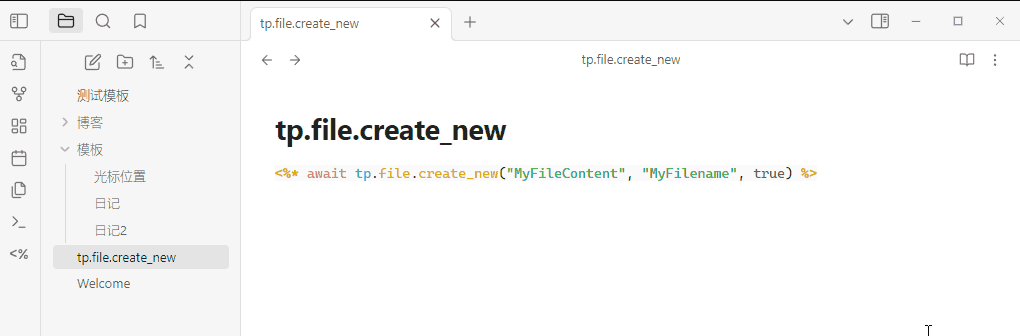 tp.file.create_new
tp.file.create_new
测试模板
博客
模板
光标位置
日记
日记2
tp.file.create_new
Welcome
<%
tp.file.create_new
<%* await tp.file.create_new("MyFileContent", "MyFilename", true) %>